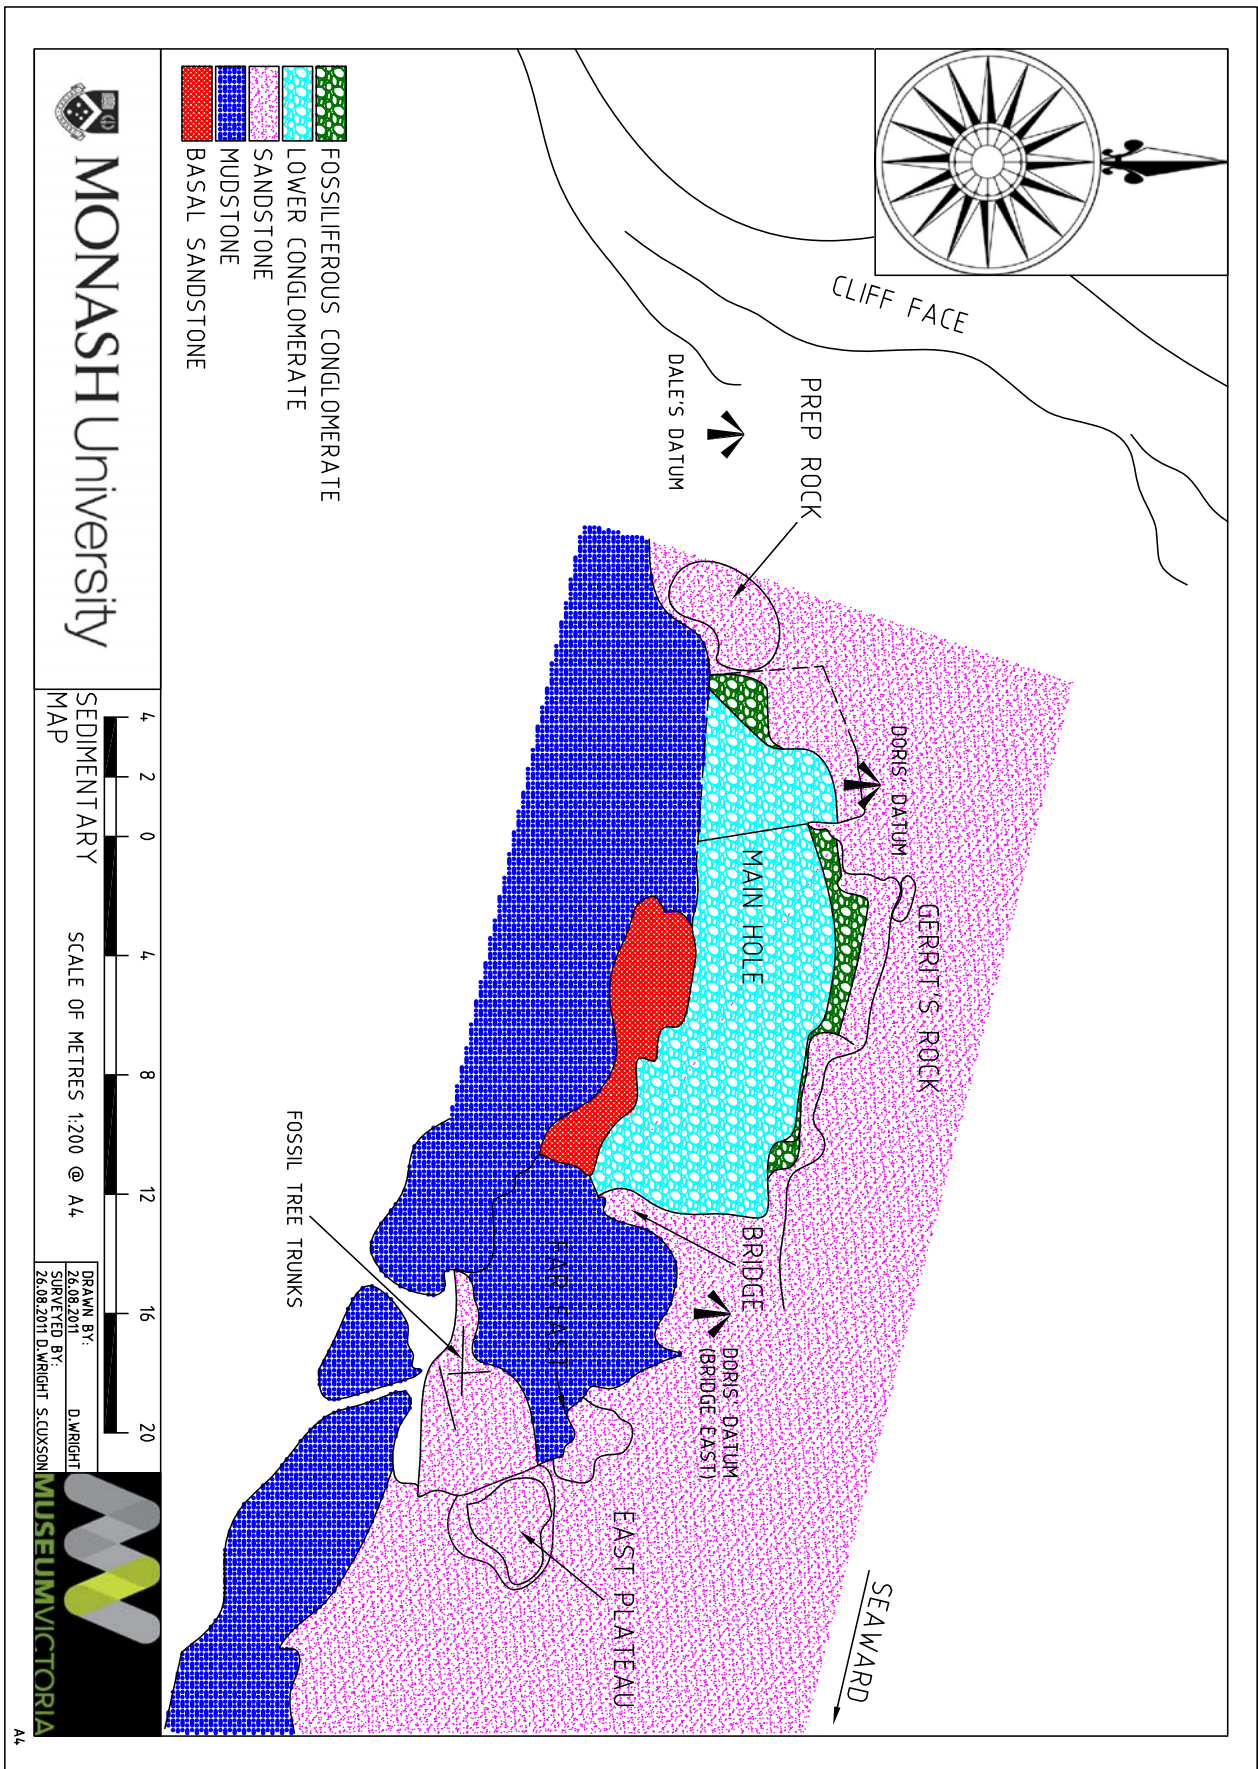 CLIFF FACE
PREP ROCK
DALE'S DATUM
DORIS' DATUM
GERRIT'S ROCK
MAIN HOLE
BRIDGE
DORIS' DATUM
(BRIDGE EAST)
FAR EAST
EAST PLATEAU
SEAWARD
FOSSIL TREE TRUNKS
FOSSILIFEROUS CONGLOMERATE
LOWER CONGLOMERATE
SANDSTONE
MUDSTONE
BASAL SANDSTONE
MONASH University
4 2 0 4 8 12 16 20
SEDIMENTARY
MAP
SCALE OF METRES 1:200 @ A4
DRAWN BY:
26.08.2011 D.WRIGHT
SURVEYED BY:
26.08.2011 D.WRIGHT S.CUXSON
MUSEUMVICTORIA
A4